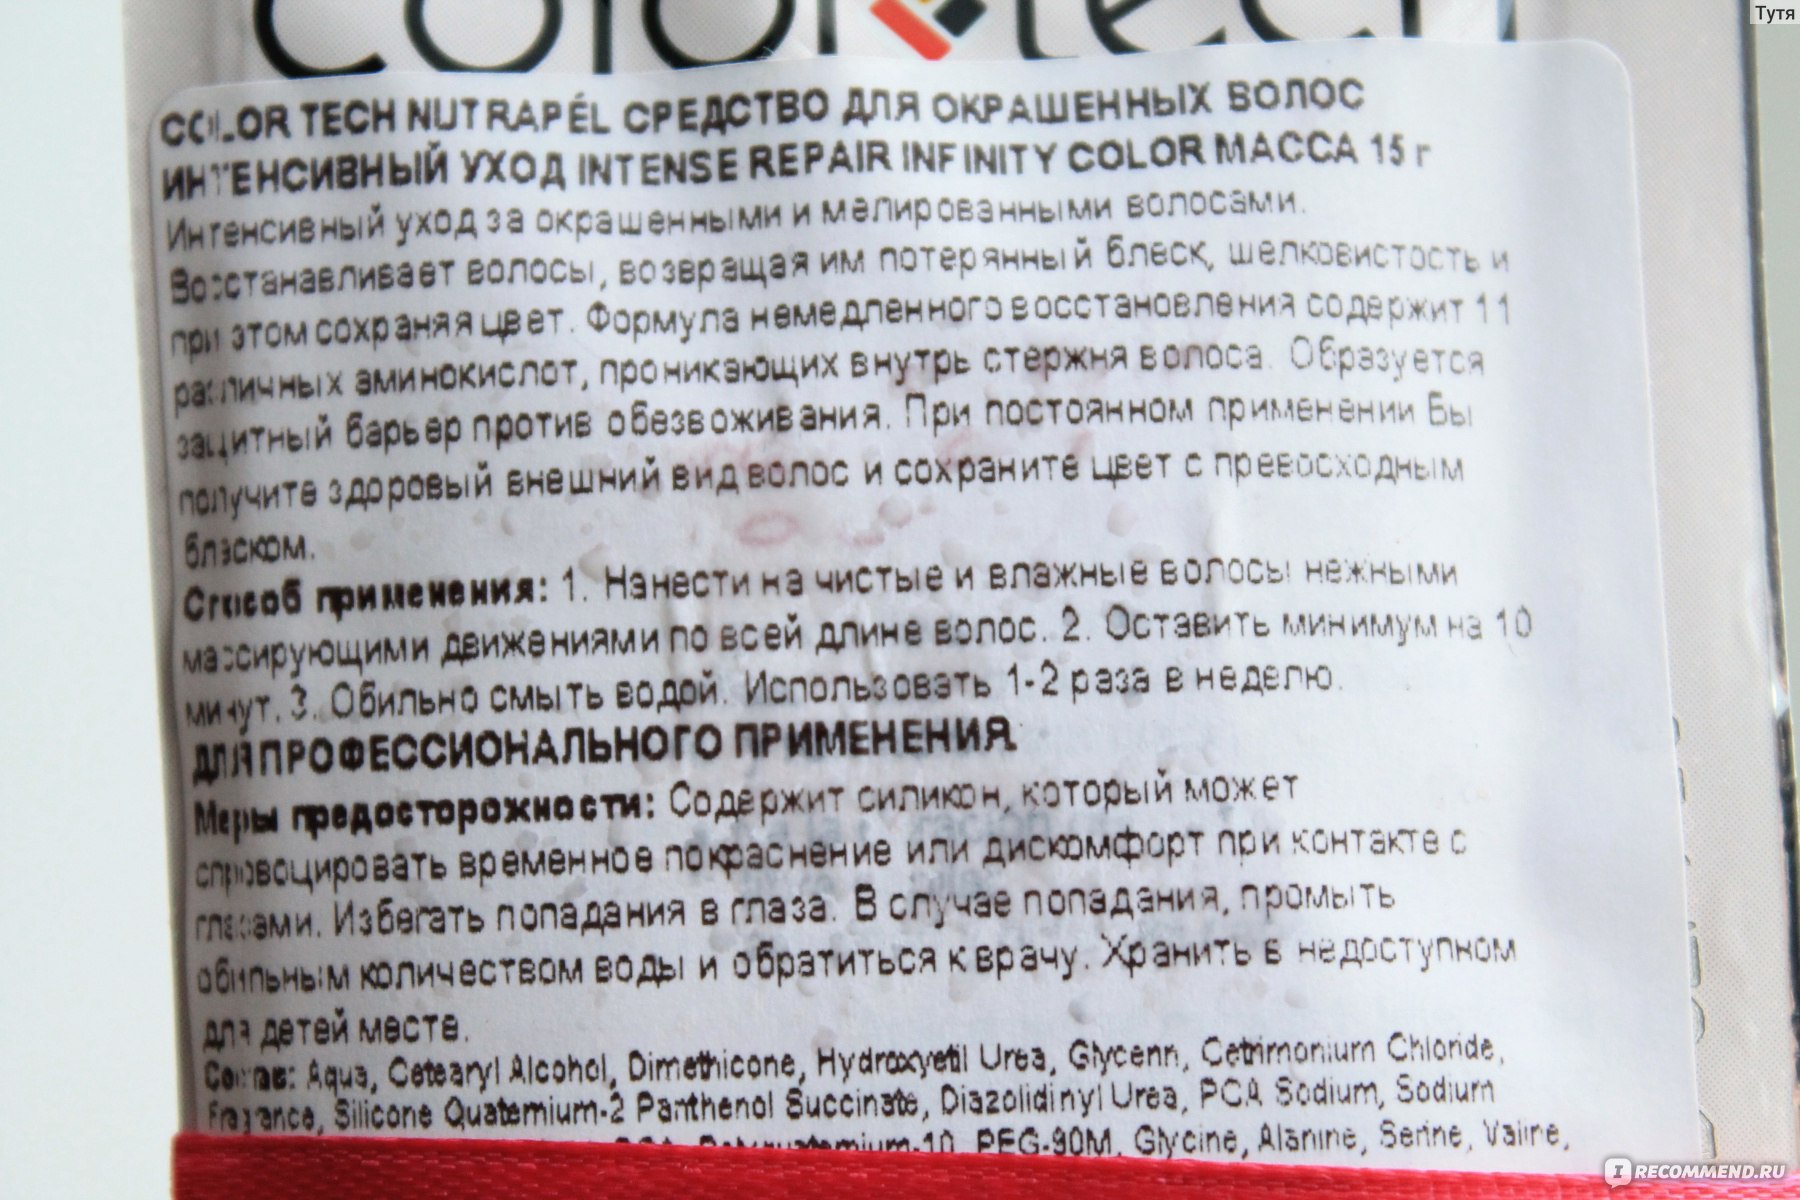 Тутя
color tech
COLOR TECH NUTRAPÉL СРЕДСТВО ДЛЯ ОКРАШЕННЫХ ВОЛОС
ИНТЕНСИВНЫЙ УХОД INTENSE REPAIR INFINITY COLOR МАССА 15 г
Интенсивный уход за окрашенными и мелированными волосами.
Восстанавливает волосы, возвращая им потерянный блеск, шелковистость и
при этом сохраняя цвет. Формула немедленного восстановления содержит 11
различных аминокислот, проникающих внутрь стержня волоса. Образуется
защитный барьер против обезвоживания. При постоянном применении Вы
получите здоровый внешний вид волос и сохраните цвет с превосходным
блеском.
Способ применения: 1. Нанести на чистые и влажные волосы нежными
массирующими движениями по всей длине волос. 2. Оставить минимум на 10
минут. 3. Обильно смыть водой. Использовать 1-2 раза в неделю.
ДЛЯ ПРОФЕССИОНАЛЬНОГО ПРИМЕНЕНИЯ.
Меры предосторожности: Содержит силикон, который может
спровоцировать временное покраснение или дискомфорт при контакте с
глазами. Избегать попадания в глаза. В случае попадания, промыть
обильным количеством воды и обратиться к врачу. Хранить в недоступном
для детей месте.
Состав: Aqua, Cetearyl Alcohol, Dimethicone, Hydroxyetil Urea, Glycerin, Cetrimonium Chloride,
Fragrance, Silicone Quaternium-2 Panthenol Succinate, Diazolidinyl Urea, PCA Sodium, Sodium
PCA, Polyquaternium-10, PEG-90M, Glycine, Alanine, Serine, Valine,
IRECOMMEND.RU